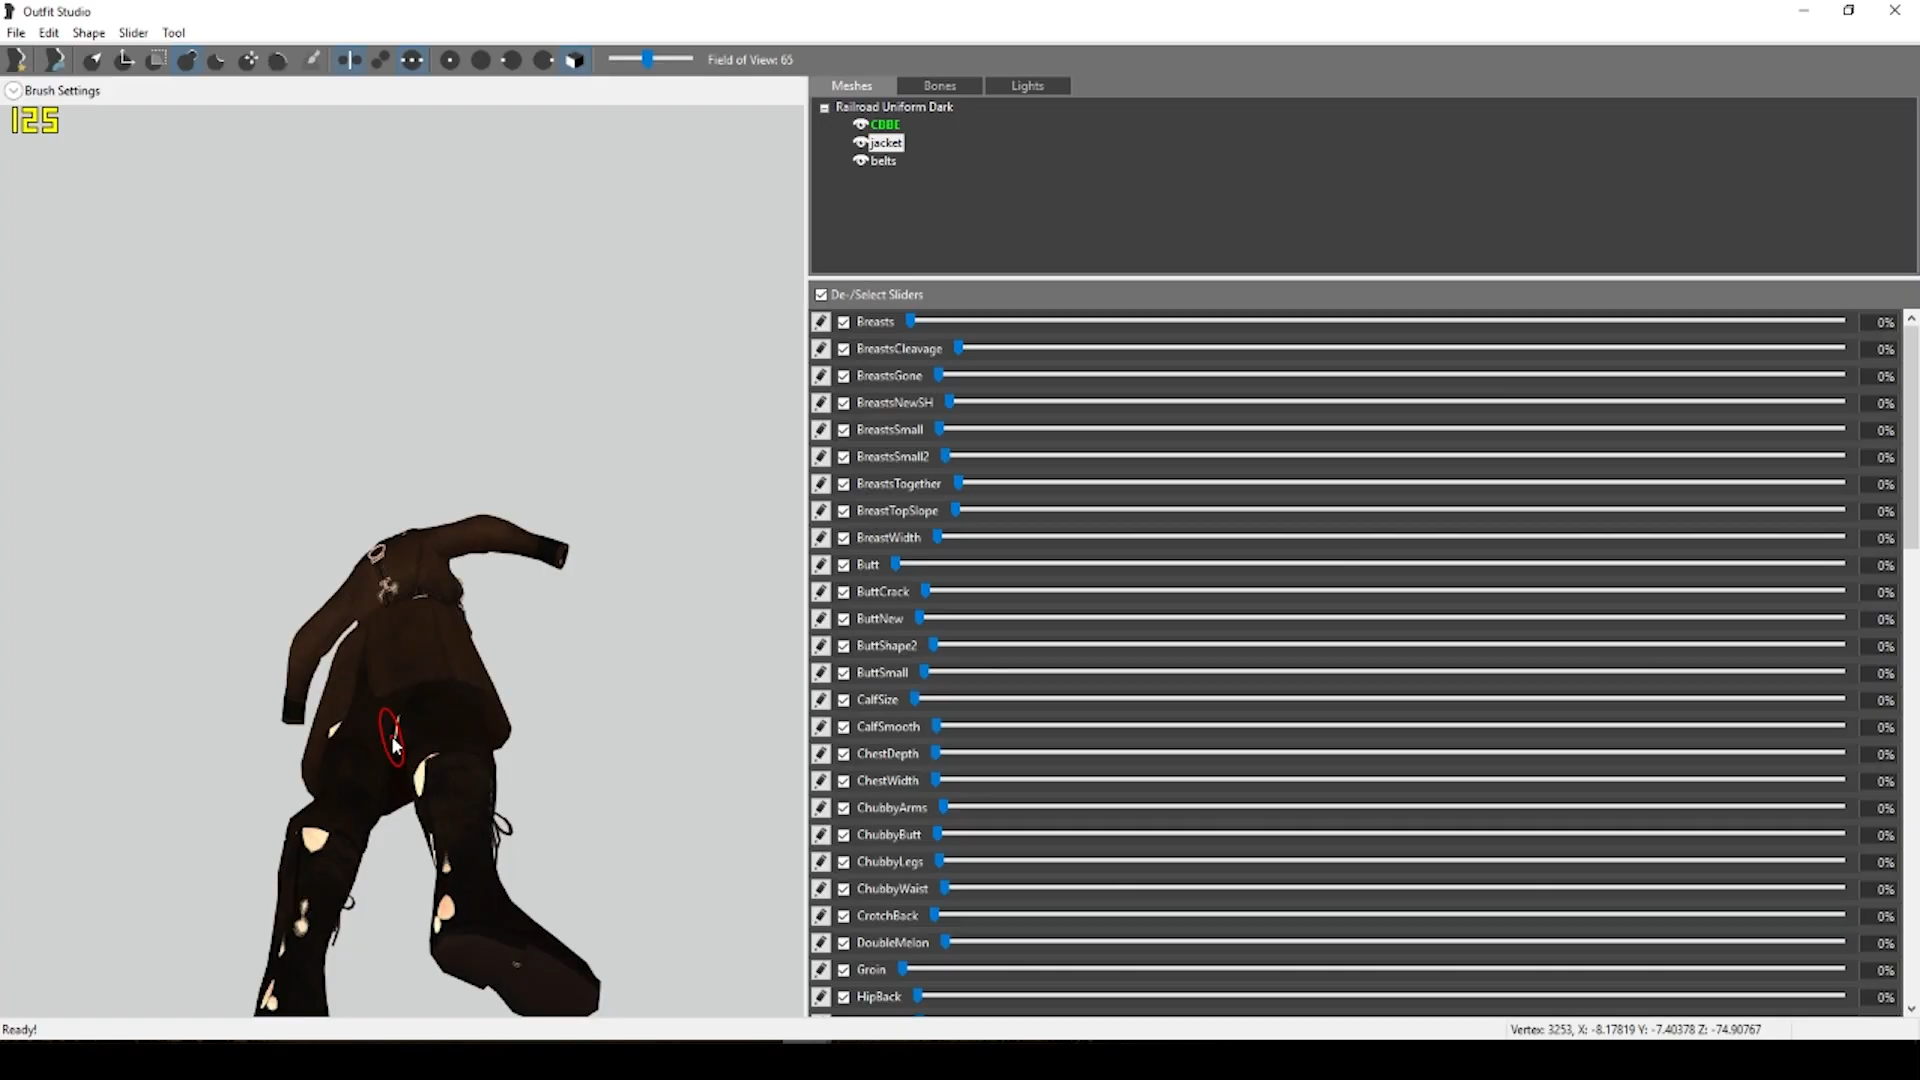 Outfit Studio
File Edit Shape Slider Tool
Field of View: 65
Brush Settings
125
Meshes Bones Lights
Railroad Uniform Dark
CBBE
jacket
belts
De-/Select Sliders
Breasts 0%
BreastsCleavage 0%
BreastsGone 0%
BreastsNewSH 0%
BreastsSmall 0%
BreastsSmall2 0%
BreastsTogether 0%
BreastTopSlope 0%
BreastWidth 0%
Butt 0%
ButtCrack 0%
ButtNew 0%
ButtShape2 0%
ButtSmall 0%
CalfSize 0%
CalfSmooth 0%
ChestDepth 0%
ChestWidth 0%
ChubbyArms 0%
ChubbyButt 0%
ChubbyLegs 0%
ChubbyWaist 0%
CrotchBack 0%
DoubleMelon 0%
Groin 0%
HipBack 0%
Ready!
Vertex: 3253, X: -8.17819 Y: -7.40378 Z: -74.90767